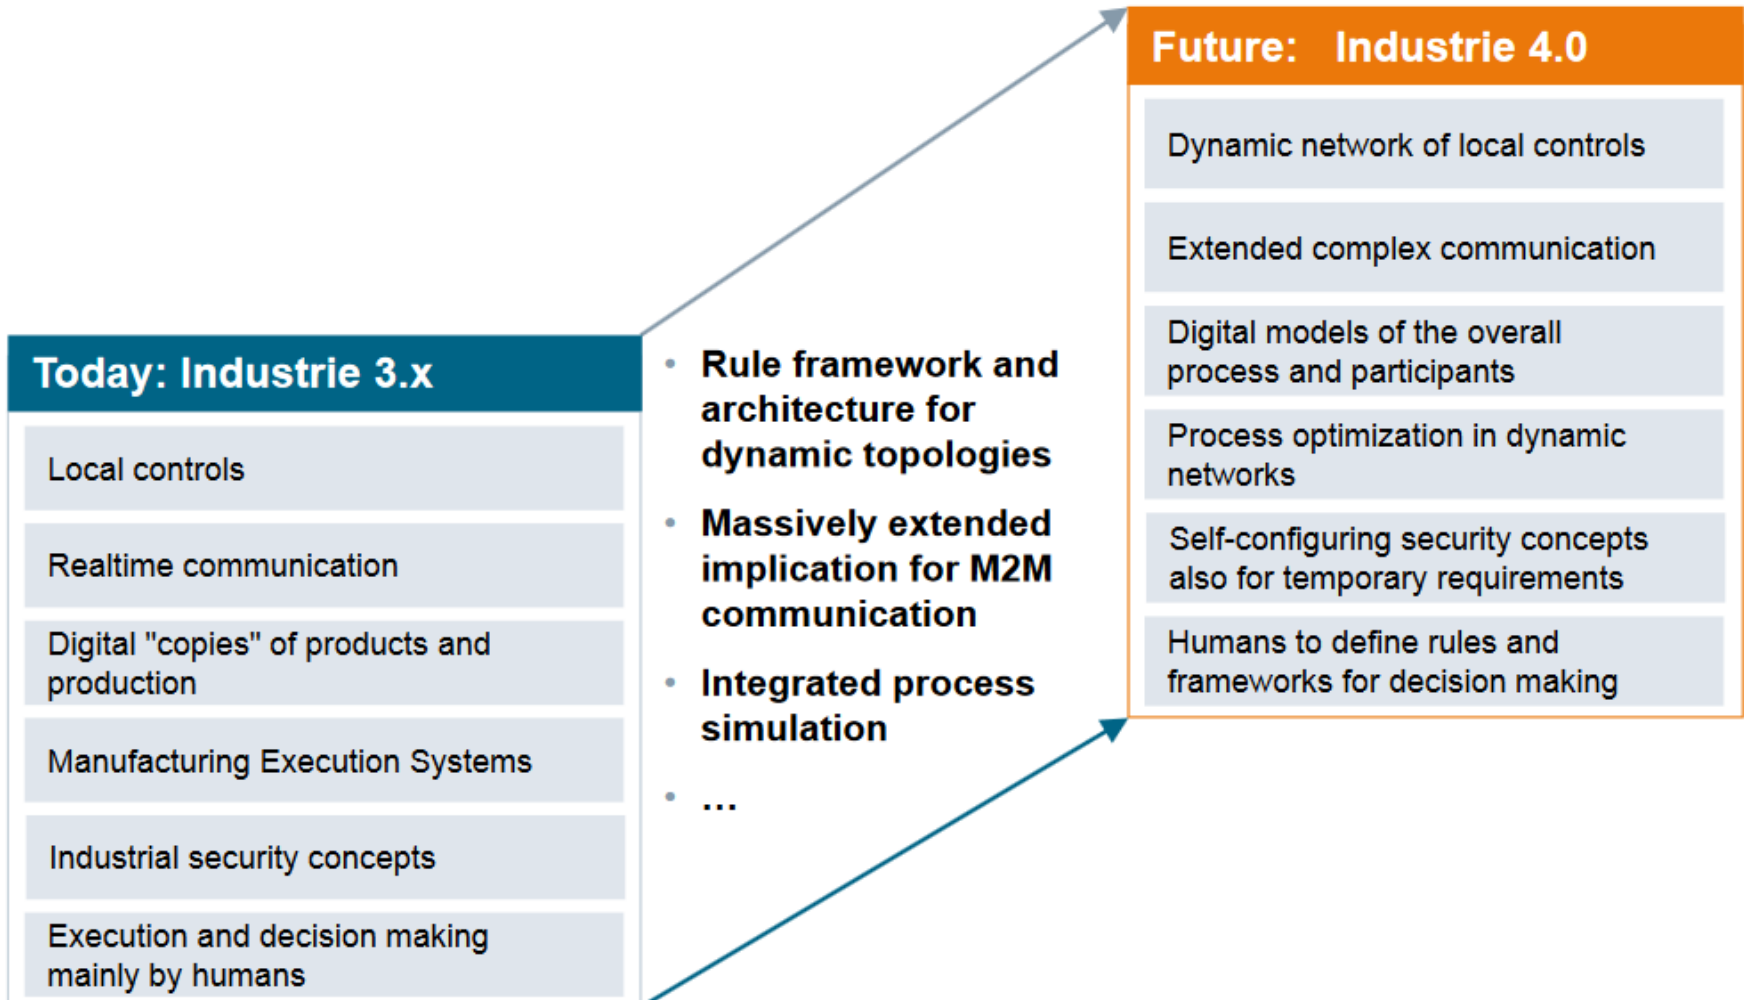 Future: Industrie 4.0
Dynamic network of local controls
Extended complex communication
Digital models of the overall
process and participants
Process optimization in dynamic
networks
Self-configuring security concepts
also for temporary requirements
Humans to define rules and
frameworks for decision making
Today: Industrie 3.x
Local controls
Realtime communication
Digital "copies" of products and
production
Manufacturing Execution Systems
Industrial security concepts
Execution and decision making
mainly by humans
• Rule framework and
architecture for
dynamic topologies
• Massively extended
implication for M2M
communication
• Integrated process
simulation
• ...